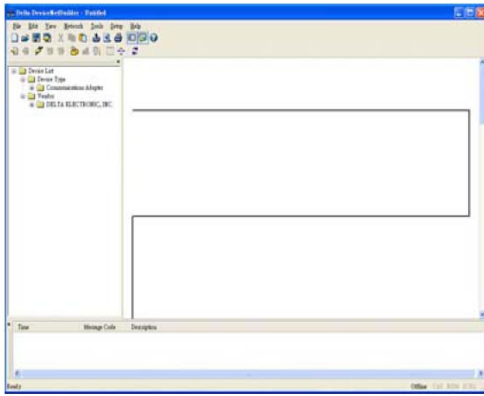 Delta DeviceNetBuilder - Untitled
File Edit View Network Tools Setup Help
Device List
Device Type
Communications Adapter
Vendor
DELTA ELECTRONIC, INC.
Time Message Code Description
Ready Offline